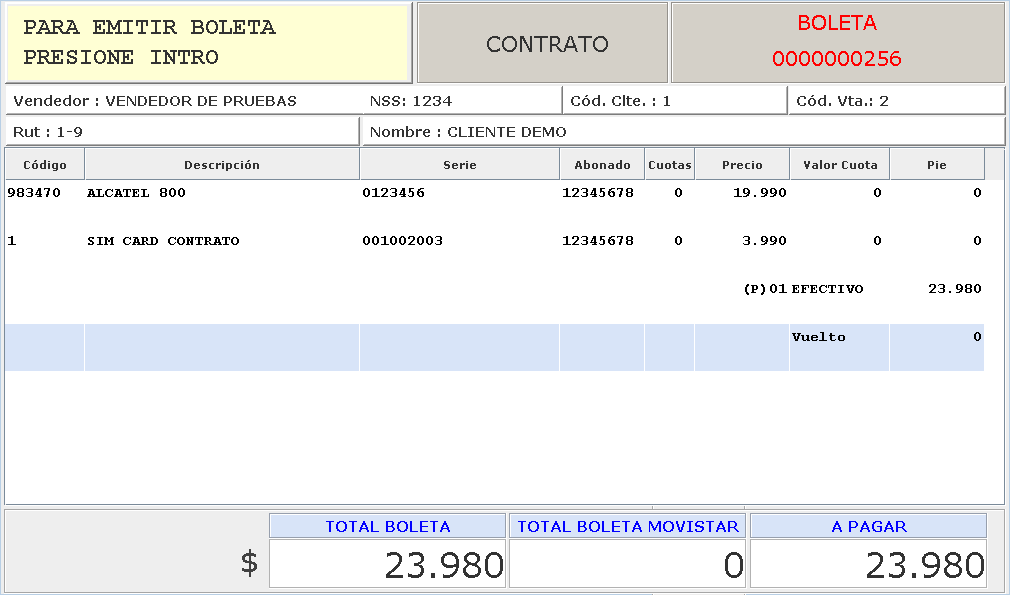 PARA EMITIR BOLETA
PRESIONE INTRO
CONTRATO
BOLETA
0000000256
Vendedor : VENDEDOR DE PRUEBAS NSS: 1234 Cód. Clte. : 1 Cód. Vta.: 2
Rut : 1-9 Nombre : CLIENTE DEMO
Código Descripción Serie Abonado Cuotas Precio Valor Cuota Pie
983470 ALCATEL 800 0123456 12345678 0 19.990 0 0
1 SIM CARD CONTRATO 001002003 12345678 0 3.990 0 0
(P)01 EFECTIVO 23.980
Vuelto 0
TOTAL BOLETA TOTAL BOLETA MOVISTAR A PAGAR
$ 23.980 0 23.980